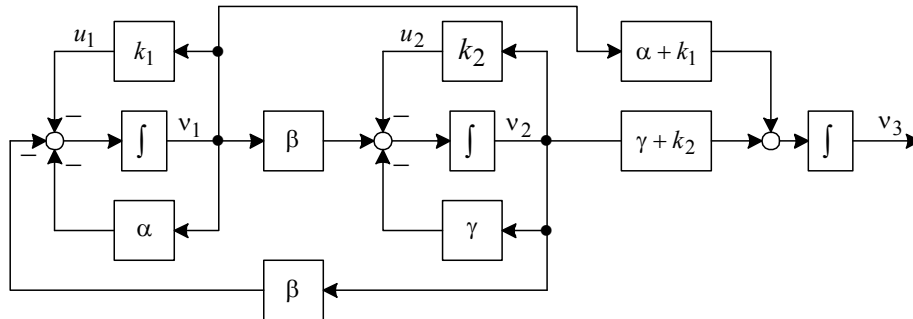 u1 k1 u2 k2 α + k1
− ∫ ν1 β − ∫ ν2 γ + k2 ∫ ν3
− − −
α γ
β